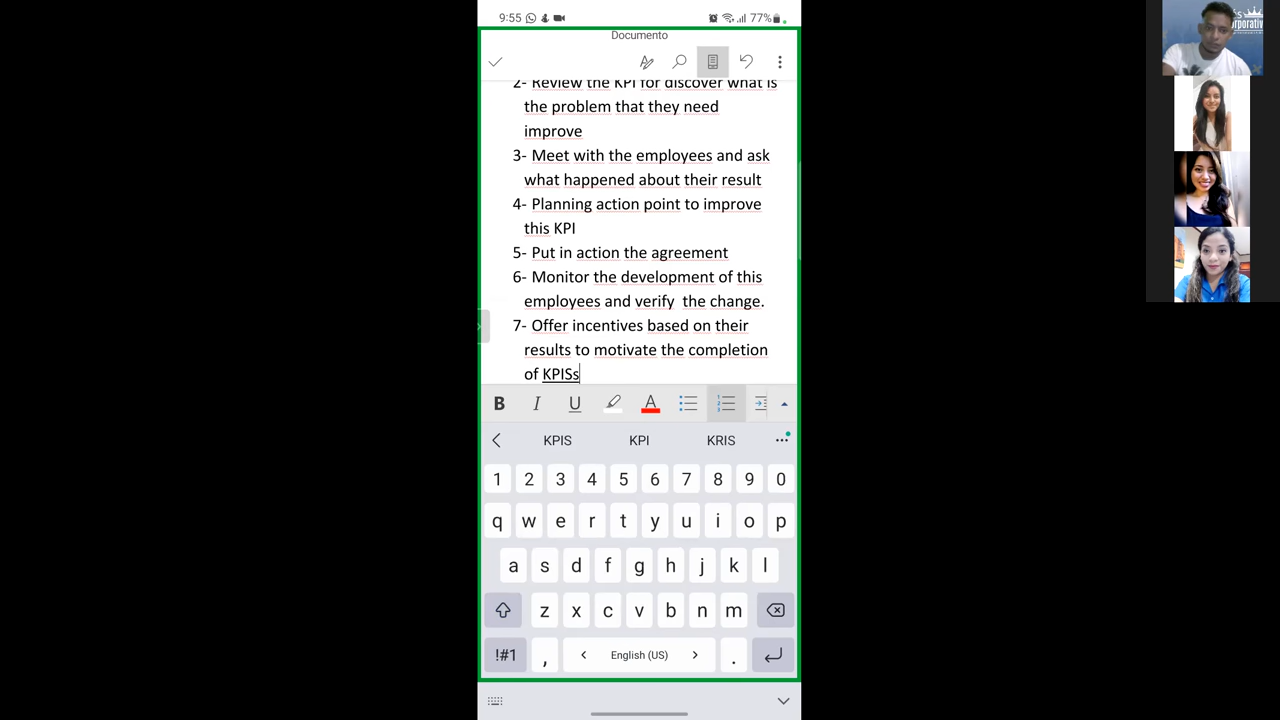 9:55 77%
Documento
2- Review the KPI for discover what is
the problem that they need
improve
3- Meet with the employees and ask
what happened about their result
4- Planning action point to improve
this KPI
5- Put in action the agreement
6- Monitor the development of this
employees and verify  the change.
7- Offer incentives based on their
results to motivate the completion
of KPISs
B I U A
KPIS KPI KRIS
1 2 3 4 5 6 7 8 9 0
q w e r t y u i o p
a s d f g h j k l
z x c v b n m
!#1 , < English (US) > .